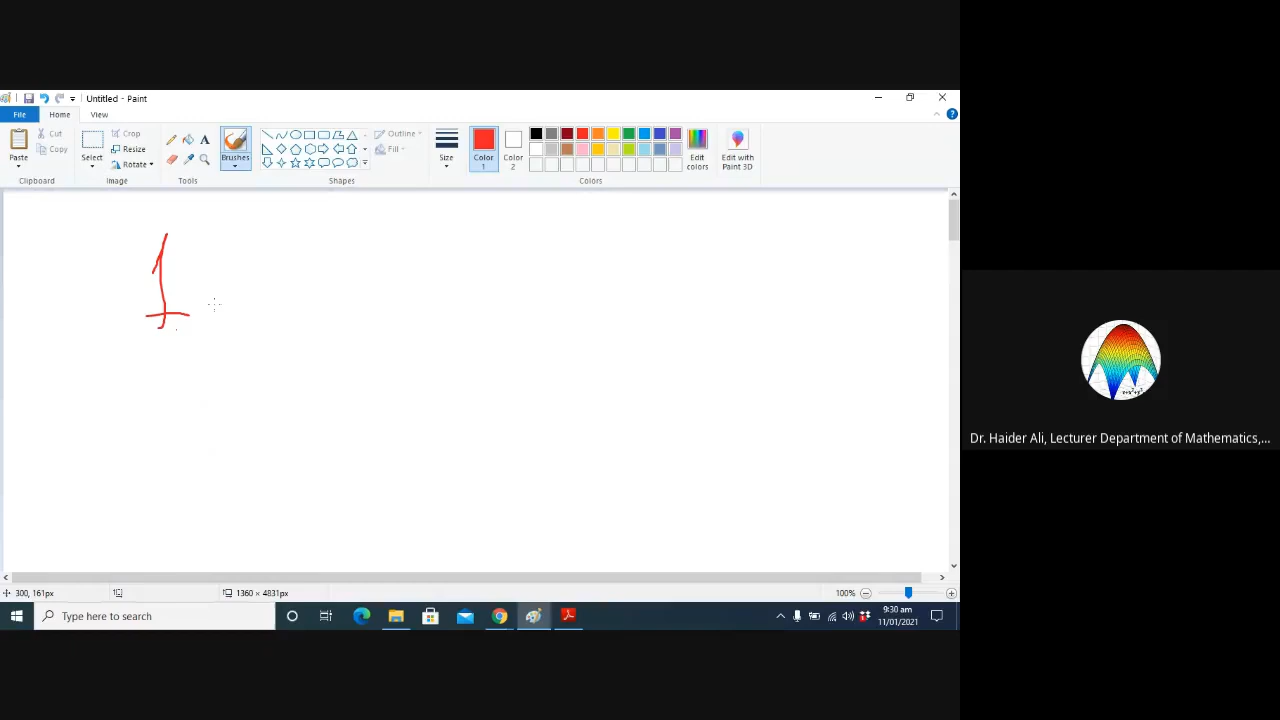 Untitled - Paint
File Home View
Paste Cut Copy Select Crop Resize Rotate Brushes Outline Fill Size Color 1 Color 2 Edit colors Edit with Paint 3D
Clipboard Image Tools Shapes Colors
1
Dr. Haider Ali, Lecturer Department of Mathematics,...
300, 161px 1360 × 4831px 100%
Type here to search 9:30 am
11/01/2021